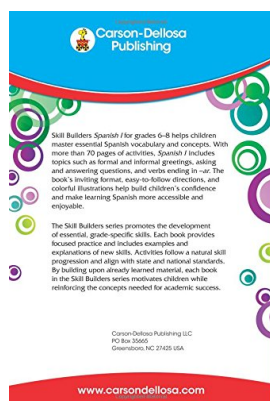 Carson-Dellosa
Publishing
Skill Builders Spanish I for grades 6–8 helps children
master essential Spanish vocabulary and concepts. With
more than 70 pages of activities, Spanish I includes
topics such as formal and informal greetings, asking
and answering questions, and verbs ending in –ar. The
book's inviting format, easy-to-follow directions, and
colorful illustrations help build children's confidence
and make learning Spanish more accessible and
enjoyable.
The Skill Builders series promotes the development
of essential, grade-specific skills. Each book provides
focused practice and includes examples and
explanations of new skills. Activities follow a natural skill
progression and align with state and national standards.
By building upon already learned material, each book
in the Skill Builders series motivates children while
reinforcing the concepts needed for academic success.
Carson-Dellosa Publishing LLC
PO Box 35665
Greensboro, NC 27425 USA
www.carsondellosa.com